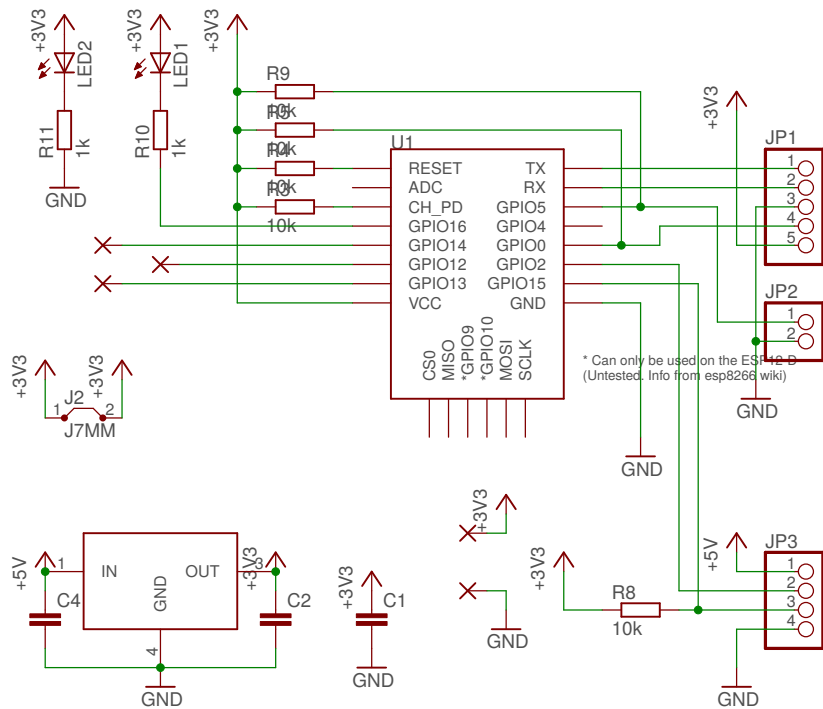 +3V3
LED2
R11
1k
GND
+3V3
LED1
R10
1k
+3V3
R9
10k
R5
10k
R4
10k
R3
10k
U1
RESET
ADC
CH_PD
GPIO16
GPIO14
GPIO12
GPIO13
VCC
TX
RX
GPIO5
GPIO4
GPIO0
GPIO2
GPIO15
GND
CS0
MISO
*GPIO9
*GPIO10
MOSI
SCLK
+3V3
JP1
1
2
3
4
5
JP2
1
2
* Can only be used on the ESP12-D
(Untested. Info from esp8266 wiki)
GND
GND
+3V3
+3V3
J2
1
2
J7MM
+5V
1
IN
OUT
GND
3
4
+3V3
C4
C2
GND
+3V3
C1
GND
+3V3
GND
+3V3
R8
10k
+5V
JP3
1
2
3
4
GND